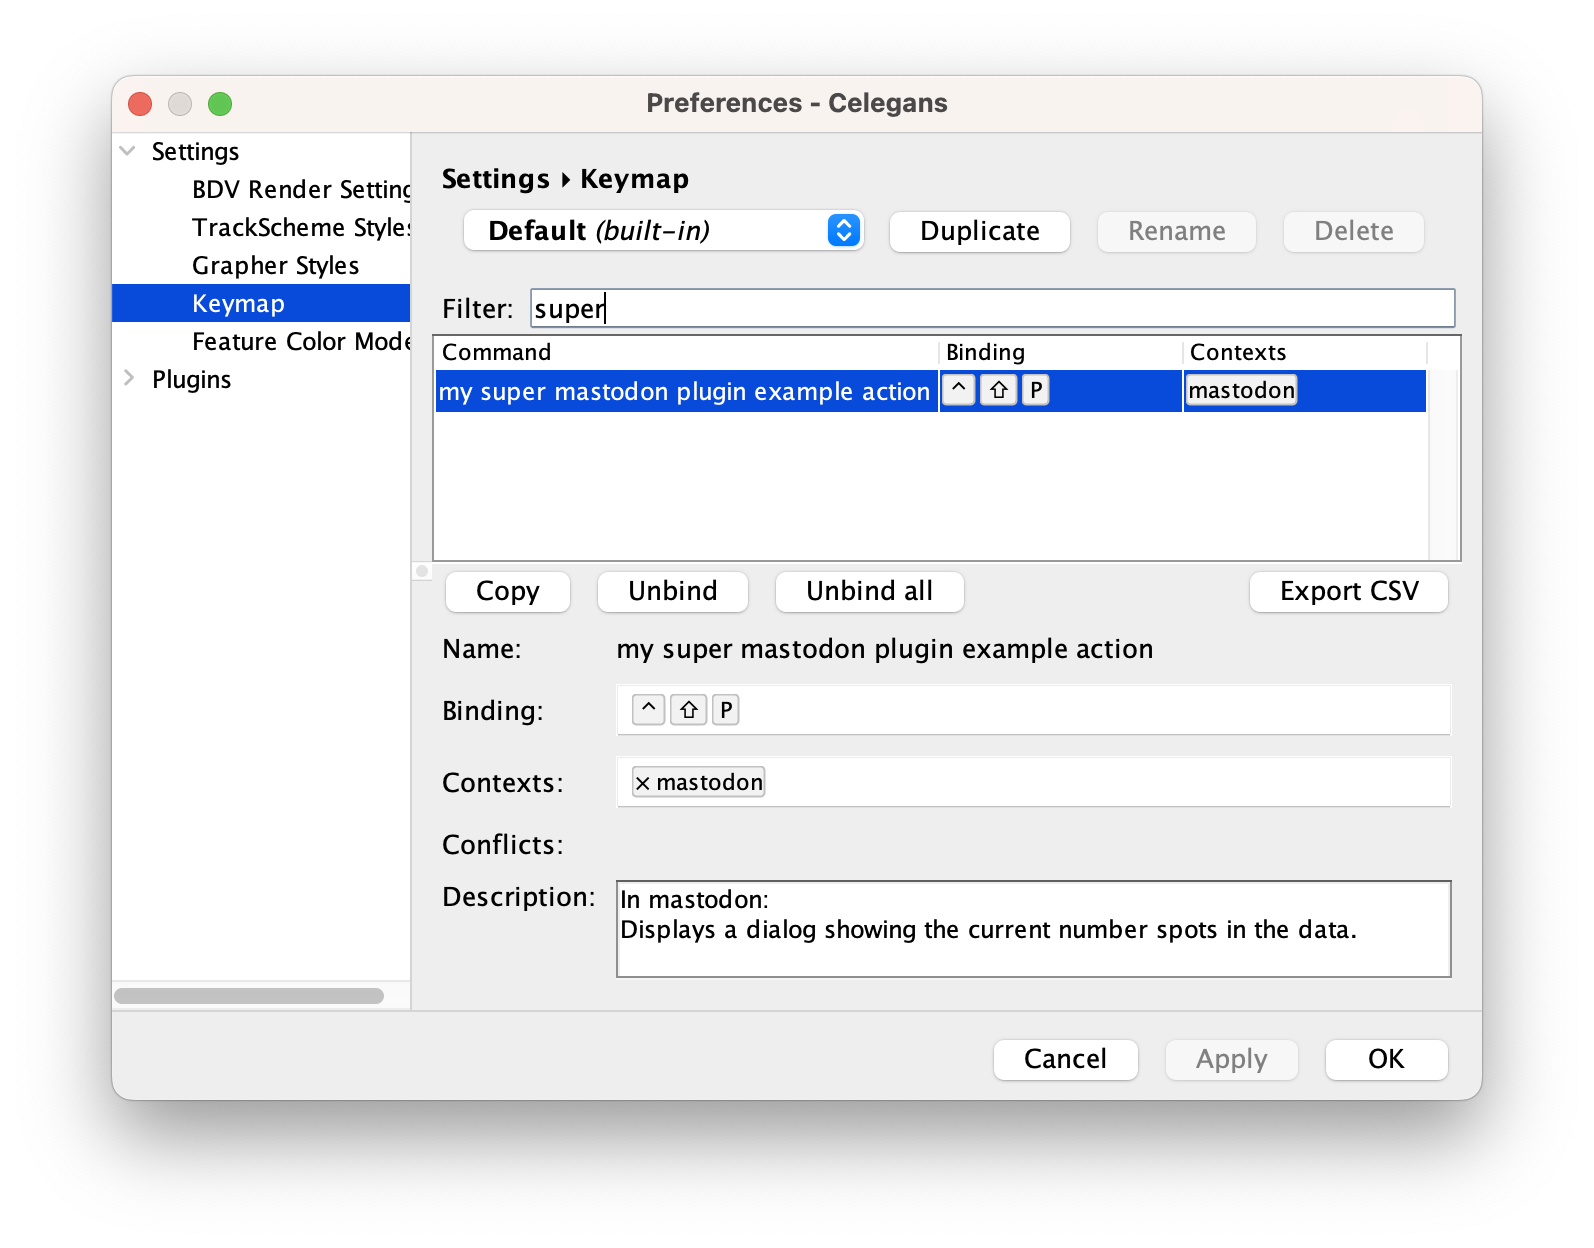 Preferences - Celegans
Settings
BDV Render Setting
TrackScheme Styles
Grapher Styles
Keymap
Feature Color Mode
Plugins
Settings ▸ Keymap
Default (built-in)
Duplicate
Rename
Delete
Filter: super
Command Binding Contexts
my super mastodon plugin example action ^ ⇧ P mastodon
Copy
Unbind
Unbind all
Export CSV
Name: my super mastodon plugin example action
Binding: ^ ⇧ P
Contexts: × mastodon
Conflicts:
Description: In mastodon:
Displays a dialog showing the current number spots in the data.
Cancel
Apply
OK